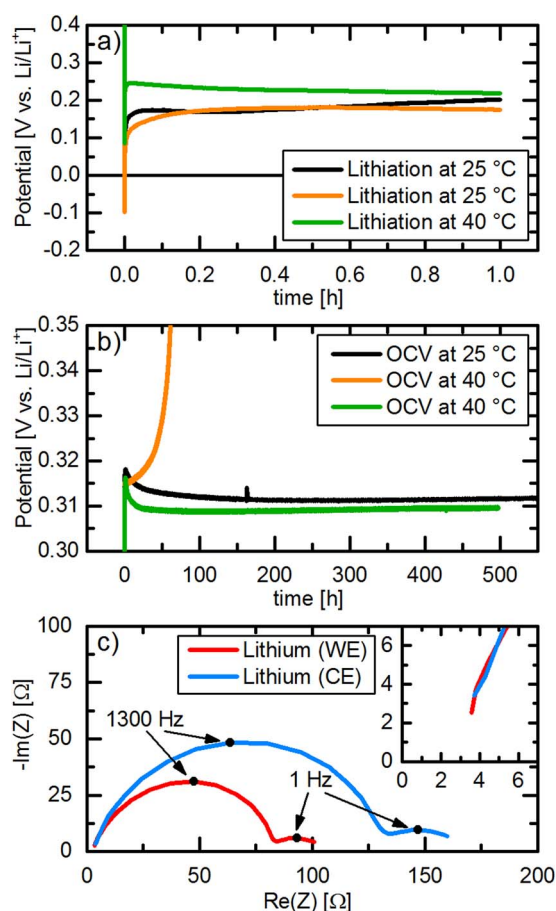 a)
Potential [V vs. Li/Li⁺]
0.4
0.3
0.2
0.1
0.0
-0.1
-0.2
Lithiation at 25 °C
Lithiation at 25 °C
Lithiation at 40 °C
0.0 0.2 0.4 0.6 0.8 1.0
time [h]
b)
Potential [V vs. Li/Li⁺]
0.35
0.34
0.33
0.32
0.31
0.30
OCV at 25 °C
OCV at 40 °C
OCV at 40 °C
0 100 200 300 400 500
time [h]
c)
-Im(Z) [Ω]
100
75
50
25
0
Lithium (WE)
Lithium (CE)
1300 Hz
1 Hz
6
4
2
0
0 2 4 6
0 50 100 150 200
Re(Z) [Ω]